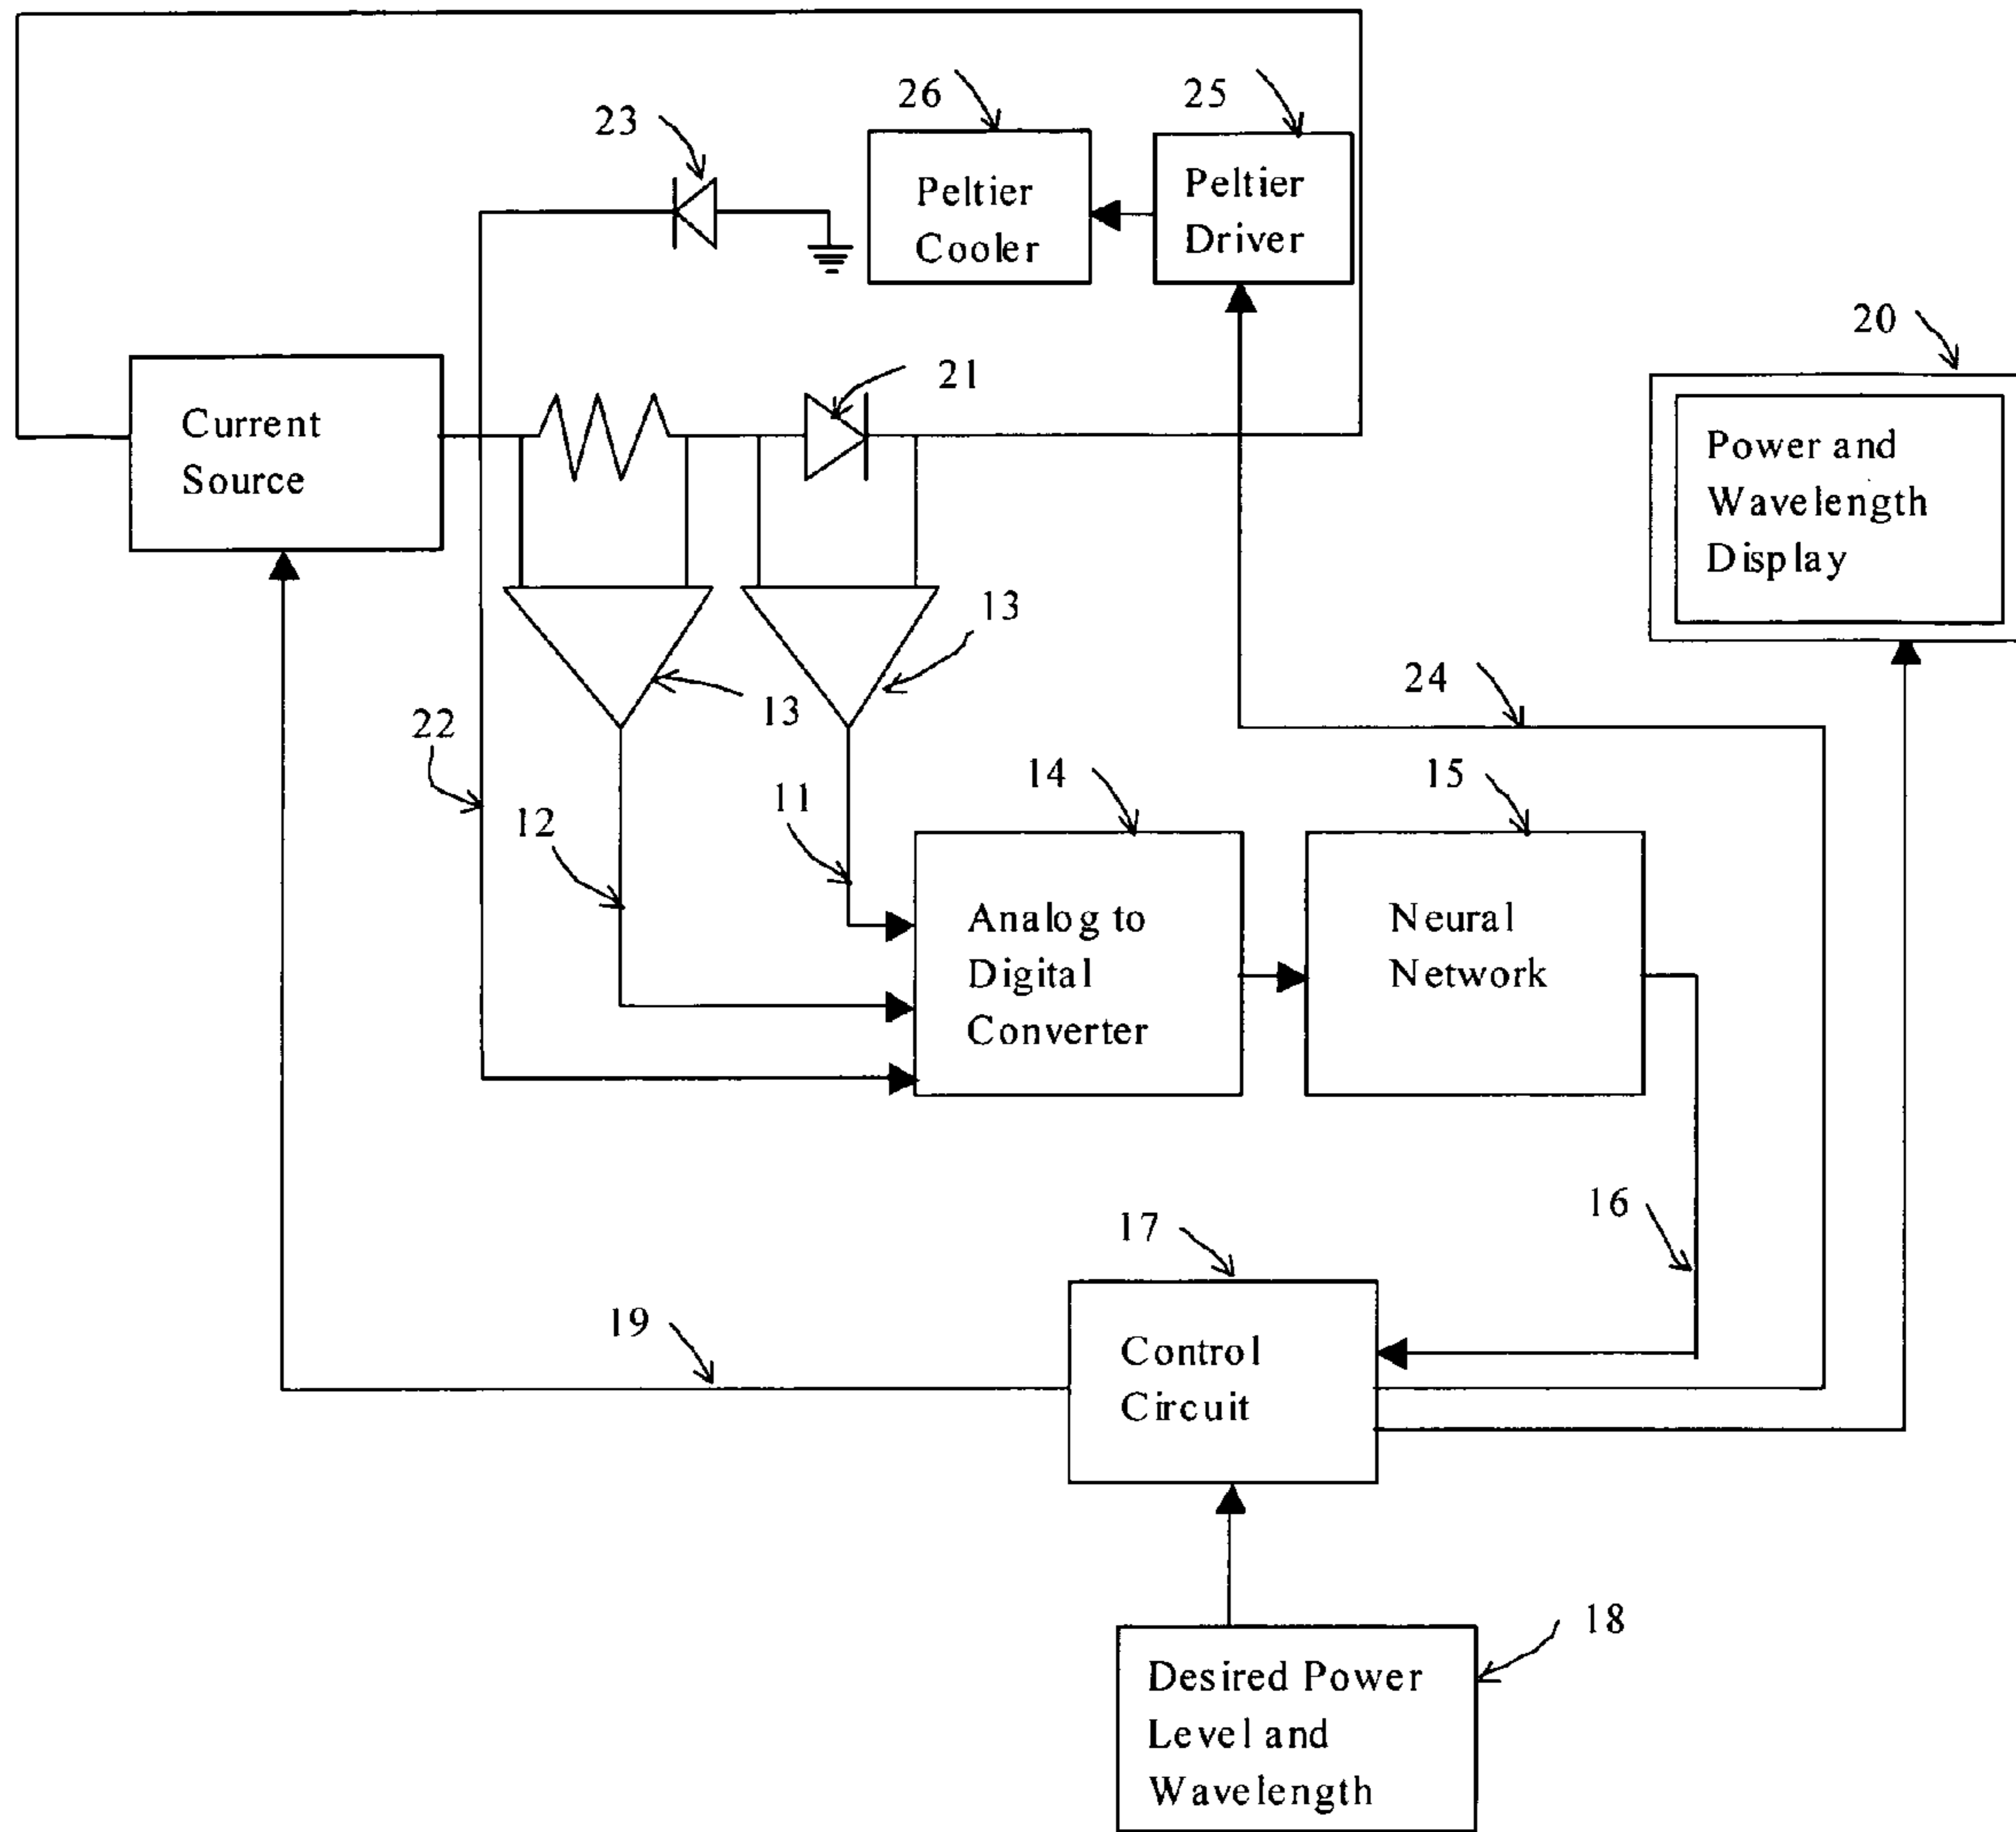 26
25
23
Peltier
Cooler
Peltier
Driver
20
21
Current
Source
Power and
Wavelength
Display
13
13
24
22
14
15
12
11
Analog to
Digital
Converter
Neural
Network
16
17
19
Control
Circuit
18
Desired Power
Level and
Wavelength